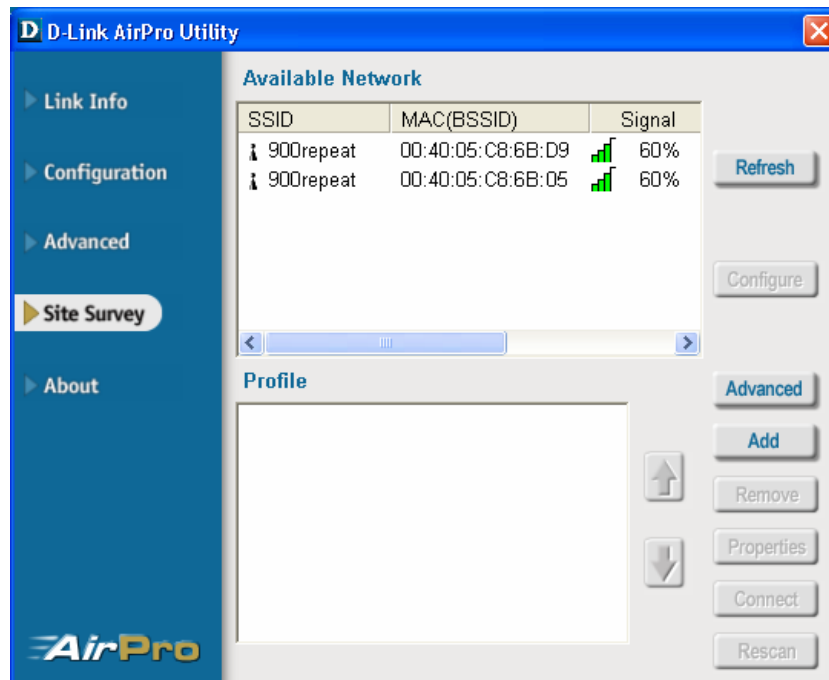 D D-Link AirPro Utility
Link Info
Configuration
Advanced
Site Survey
About
AirPro
Available Network
SSID MAC(BSSID) Signal
900repeat 00:40:05:C8:6B:D9 60%
900repeat 00:40:05:C8:6B:05 60%
Refresh
Configure
Profile
Advanced
Add
Remove
Properties
Connect
Rescan